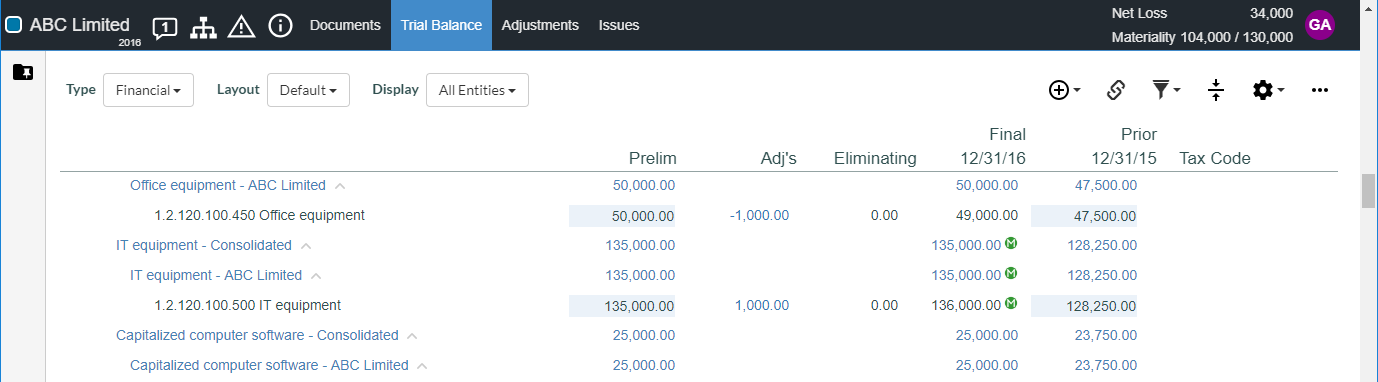 ABC Limited 1 Documents Trial Balance Adjustments Issues Net Loss 34,000 GA
2016 Materiality 104,000 / 130,000
Type Financial Layout Default Display All Entities
Final Prior
Prelim Adj's Eliminating 12/31/16 12/31/15 Tax Code
Office equipment - ABC Limited 50,000.00 50,000.00 47,500.00
1.2.120.100.450 Office equipment 50,000.00 -1,000.00 0.00 49,000.00 47,500.00
IT equipment - Consolidated 135,000.00 135,000.00 M 128,250.00
IT equipment - ABC Limited 135,000.00 135,000.00 M 128,250.00
1.2.120.100.500 IT equipment 135,000.00 1,000.00 0.00 136,000.00 M 128,250.00
Capitalized computer software - Consolidated 25,000.00 25,000.00 23,750.00
Capitalized computer software - ABC Limited 25,000.00 25,000.00 23,750.00